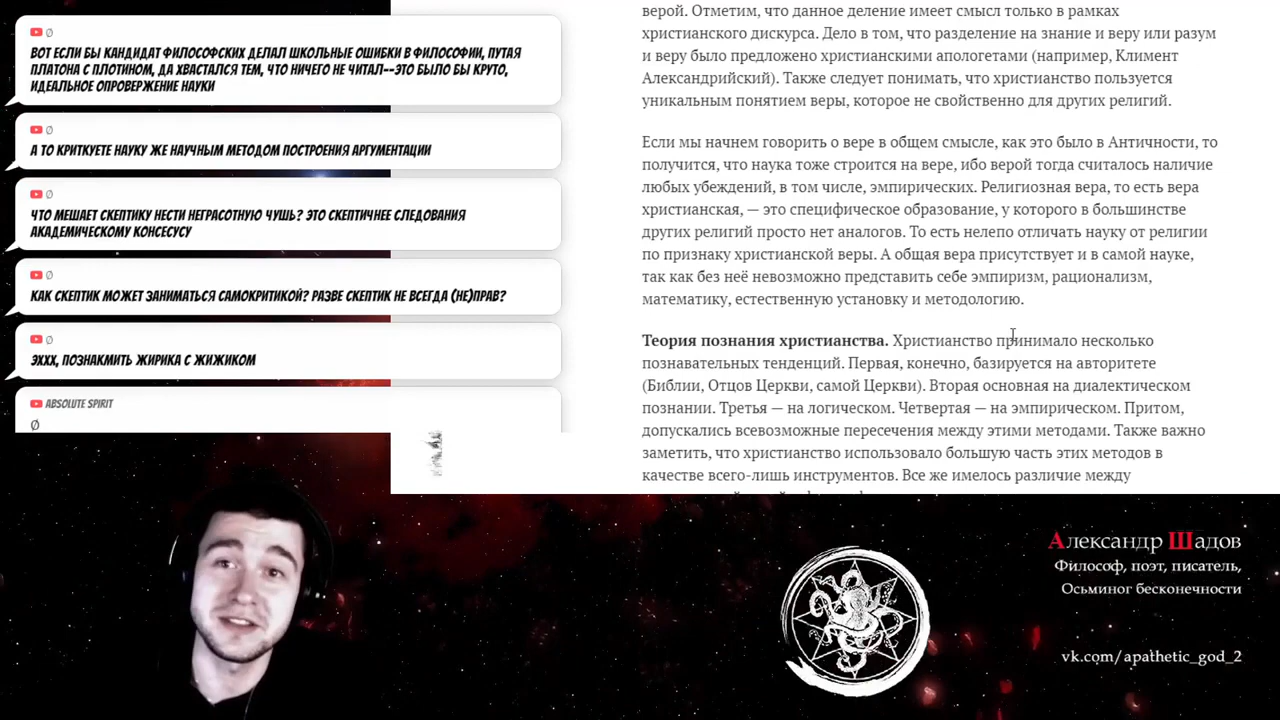 Ø
ВОТ ЕСЛИ БЫ КАНДИДАТ ФИЛОСОФСКИХ ДЕЛАЛ ШКОЛЬНЫЕ ОШИБКИ В ФИЛОСОФИИ, ПУТАЯ
ПЛАТОНА С ПЛОТИНОМ, ДА ХВАСТАЛСЯ ТЕМ, ЧТО НИЧЕГО НЕ ЧИТАЛ--ЭТО БЫЛО БЫ КРУТО,
ИДЕАЛЬНОЕ ОПРОВЕРЖЕНИЕ НАУКИ
Ø
А ТО КРИТКУЕТЕ НАУКУ ЖЕ НАУЧНЫМ МЕТОДОМ ПОСТРОЕНИЯ АРГУМЕНТАЦИИ
Ø
ЧТО МЕШАЕТ СКЕПТИКУ НЕСТИ НЕГРАСОТНУЮ ЧУШЬ? ЭТО СКЕПТИЧНЕЕ СЛЕДОВАНИЯ
АКАДЕМИЧЕСКОМУ КОНСЕСУСУ
Ø
КАК СКЕПТИК МОЖЕТ ЗАНИМАТЬСЯ САМОКРИТИКОЙ? РАЗВЕ СКЕПТИК НЕ ВСЕГДА (НЕ)ПРАВ?
Ø
ЭХХХ, ПОЗНАКМИТЬ ЖИРИКА С ЖИЖИКОМ
ABSOLUTE SPIRIT
Ø
верой. Отметим, что данное деление имеет смысл только в рамках
христианского дискурса. Дело в том, что разделение на знание и веру или разум
и веру было предложено христианскими апологетами (например, Климент
Александрийский). Также следует понимать, что христианство пользуется
уникальным понятием веры, которое не свойственно для других религий.
Если мы начнем говорить о вере в общем смысле, как это было в Античности, то
получится, что наука тоже строится на вере, ибо верой тогда считалось наличие
любых убеждений, в том числе, эмпирических. Религиозная вера, то есть вера
христианская, — это специфическое образование, у которого в большинстве
других религий просто нет аналогов. То есть нелепо отличать науку от религии
по признаку христианской веры. А общая вера присутствует и в самой науке,
так как без неё невозможно представить себе эмпиризм, рационализм,
математику, естественную установку и методологию.
Теория познания христианства. Христианство принимало несколько
познавательных тенденций. Первая, конечно, базируется на авторитете
(Библии, Отцов Церкви, самой Церкви). Вторая основная на диалектическом
познании. Третья — на логическом. Четвертая — на эмпирическом. Притом,
допускались всевозможные пересечения между этими методами. Также важно
заметить, что христианство использовало большую часть этих методов в
качестве всего-лишь инструментов. Все же имелось различие между
Александр Шадов
Философ, поэт, писатель,
Осьминог бесконечности
vk.com/apathetic_god_2